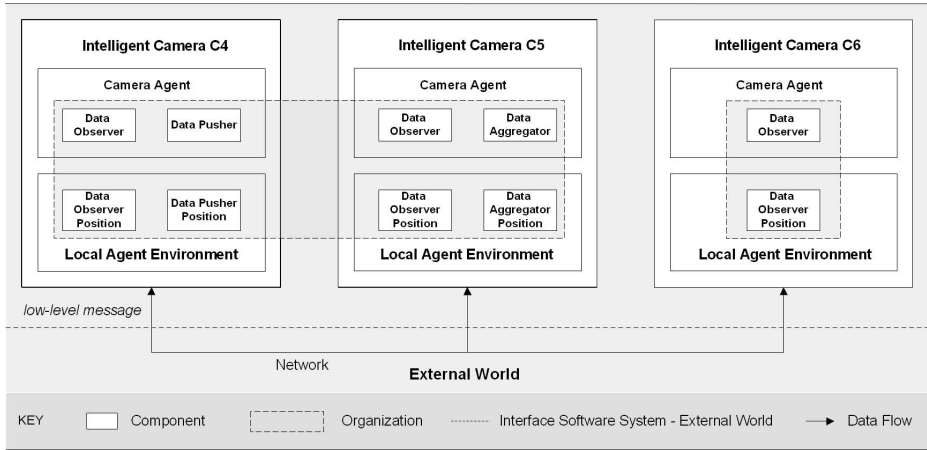 Intelligent Camera C4
Camera Agent
Data
Observer
Data Pusher
Data
Observer
Position
Data Pusher
Position
Local Agent Environment
Intelligent Camera C5
Camera Agent
Data
Observer
Data
Aggregator
Data
Observer
Position
Data
Aggregator
Position
Local Agent Environment
Intelligent Camera C6
Camera Agent
Data
Observer
Data
Observer
Position
Local Agent Environment
low-level message
Network
External World
KEY
Component
Organization
Interface Software System - External World
Data Flow